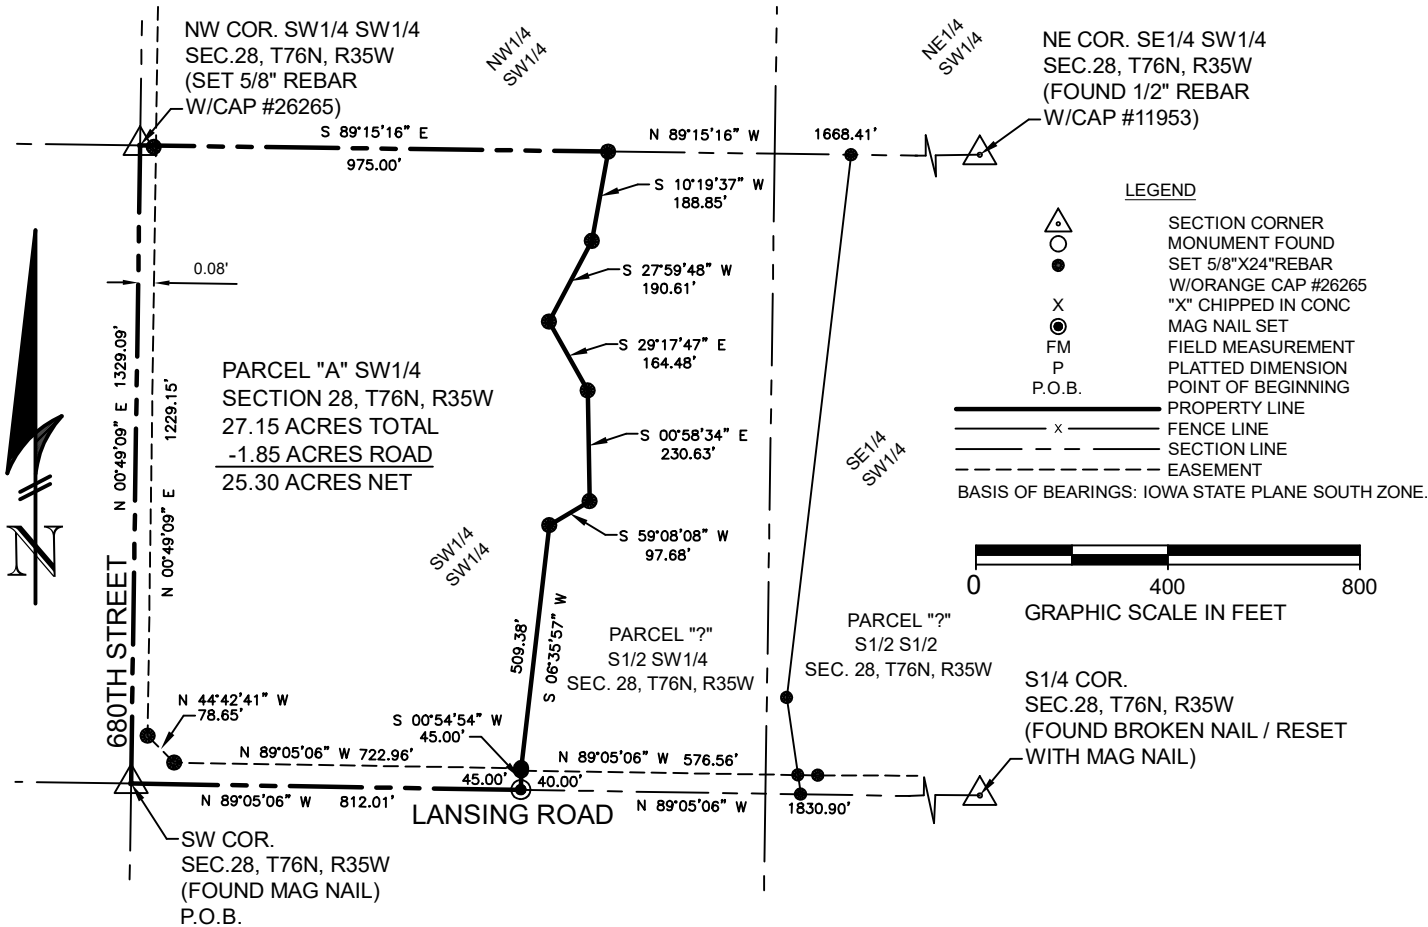 NW COR. SW1/4 SW1/4
SEC.28, T76N, R35W
(SET 5/8" REBAR
W/CAP #26265)
NW1/4
SW1/4
NE1/4
SW1/4
NE COR. SE1/4 SW1/4
SEC.28, T76N, R35W
(FOUND 1/2" REBAR
W/CAP #11953)
S 89°15'16" E
975.00'
N 89°15'16" W
1668.41'
S 10°19'37" W
188.85'
S 27°59'48" W
190.61'
S 29°17'47" E
164.48'
S 00°58'34" E
230.63'
S 59°08'08" W
97.68'
0.08'
N 00°49'09" E 1329.09'
N 00°49'09" E 1229.15'
PARCEL "A" SW1/4
SECTION 28, T76N, R35W
27.15 ACRES TOTAL
-1.85 ACRES ROAD
25.30 ACRES NET
SW1/4
SW1/4
SE1/4
SW1/4
LEGEND
SECTION CORNER
MONUMENT FOUND
SET 5/8"X24"REBAR
W/ORANGE CAP #26265
X "X" CHIPPED IN CONC
MAG NAIL SET
FM FIELD MEASUREMENT
P PLATTED DIMENSION
P.O.B. POINT OF BEGINNING
PROPERTY LINE
x FENCE LINE
SECTION LINE
EASEMENT
BASIS OF BEARINGS: IOWA STATE PLANE SOUTH ZONE.
0 400 800
GRAPHIC SCALE IN FEET
N
680TH STREET
509.38'
S 06°35'57" W
PARCEL "?"
S1/2 SW1/4
SEC. 28, T76N, R35W
PARCEL "?"
S1/2 S1/2
SEC. 28, T76N, R35W
S1/4 COR.
SEC.28, T76N, R35W
(FOUND BROKEN NAIL / RESET
WITH MAG NAIL)
N 44°42'41" W
78.65'
S 00°54'54" W
45.00'
N 89°05'06" W 722.96'
N 89°05'06" W 576.56'
45.00' 40.00'
N 89°05'06" W 812.01'
N 89°05'06" W
1830.90'
LANSING ROAD
SW COR.
SEC.28, T76N, R35W
(FOUND MAG NAIL)
P.O.B.